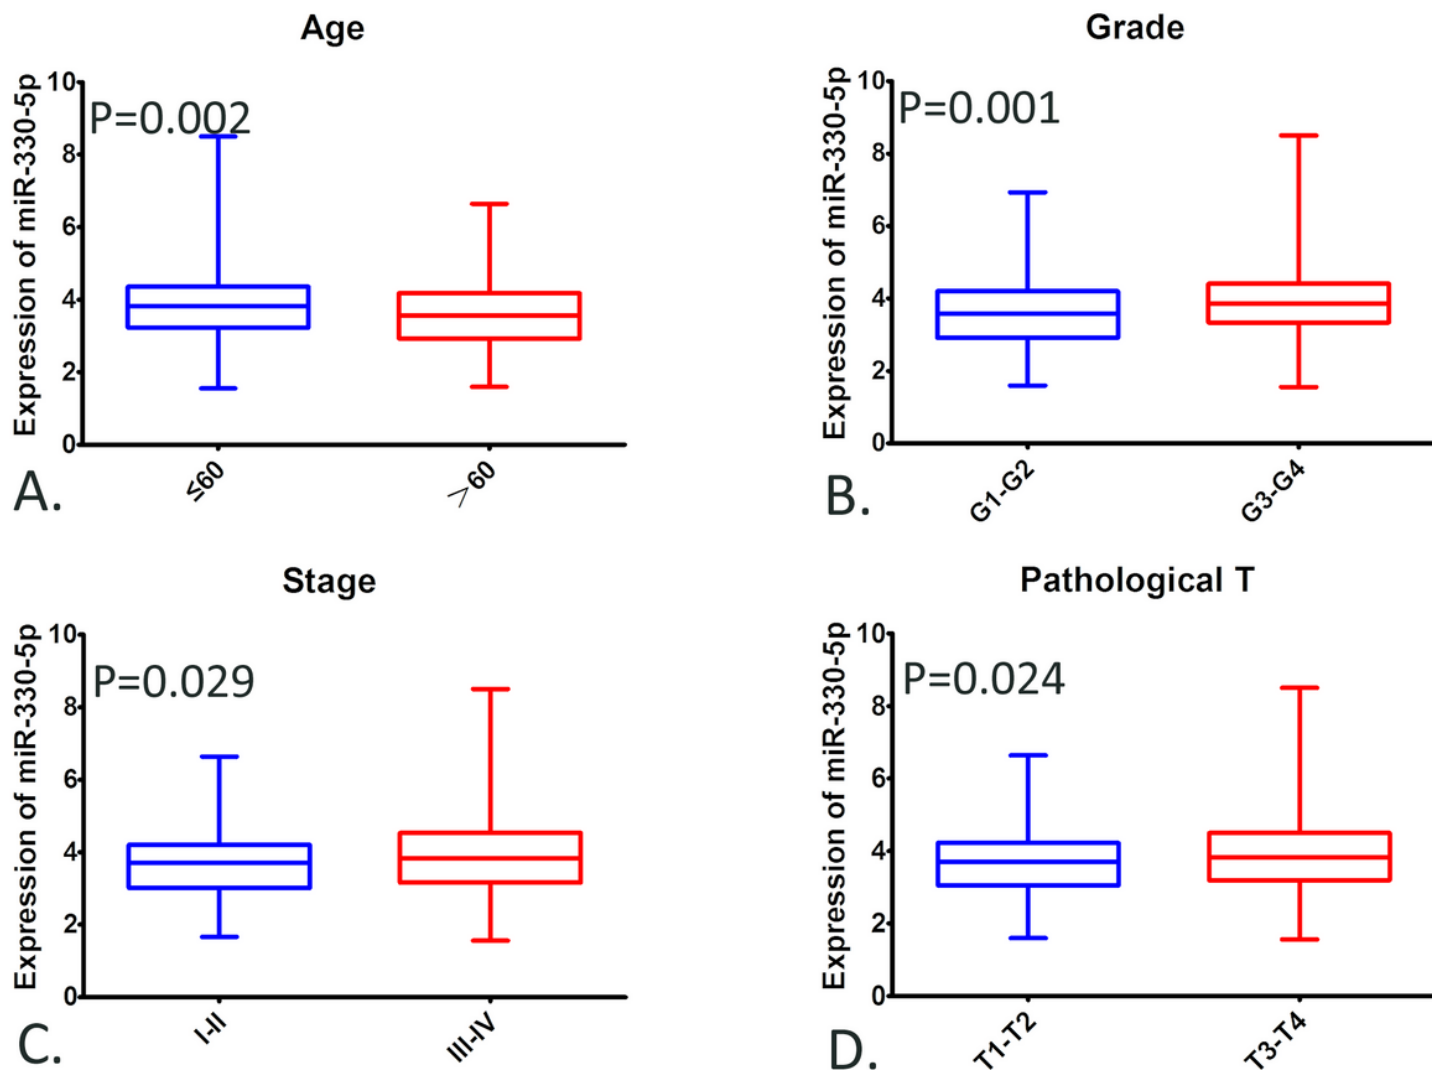 Age
Expression of miR-330-5p
10
8
6
4
2
0
P=0.002
≤60
＞60
A.
Grade
Expression of miR-330-5p
10
8
6
4
2
0
P=0.001
G1-G2
G3-G4
B.
Stage
Expression of miR-330-5p
10
8
6
4
2
0
P=0.029
I-II
III-IV
C.
Pathological T
Expression of miR-330-5p
10
8
6
4
2
0
P=0.024
T1-T2
T3-T4
D.